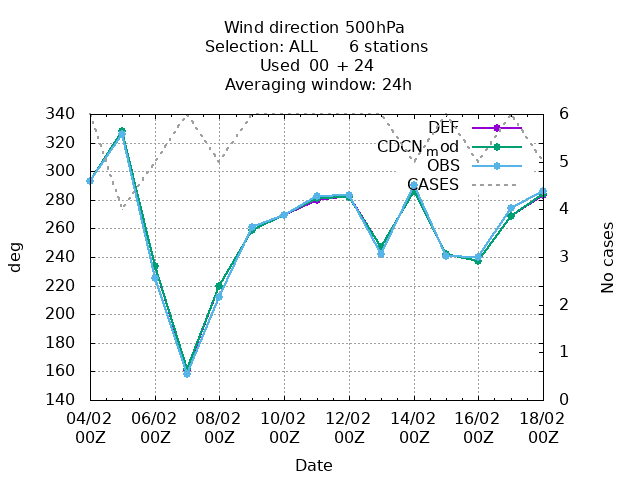 Wind direction 500hPa
Selection: ALL 6 stations
Used 00 + 24
Averaging window: 24h
340
320
300
280
260
240
220
200
180
160
140
deg
6
5
4
3
2
1
0
No cases
DEF
CDCNmod
OBS
CASES
04/02 06/02 08/02 10/02 12/02 14/02 16/02 18/02
00Z 00Z 00Z 00Z 00Z 00Z 00Z 00Z
Date